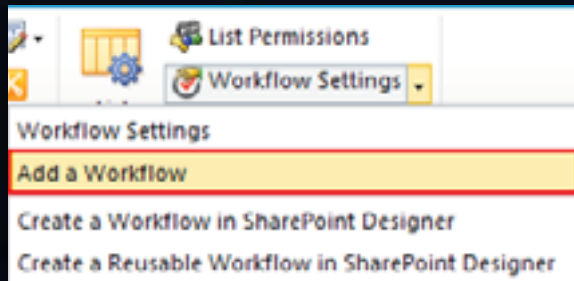 List Permissions
Workflow Settings
Workflow Settings
Add a Workflow
Create a Workflow in SharePoint Designer
Create a Reusable Workflow in SharePoint Designer